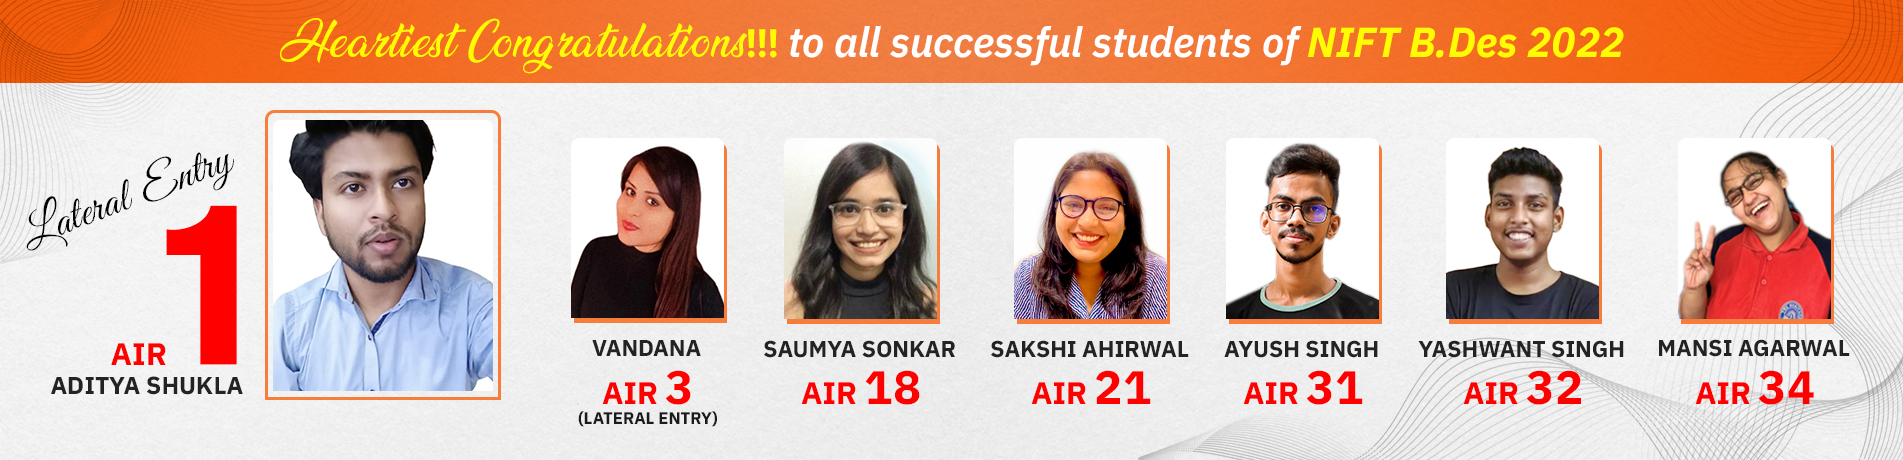 Heartiest Congratulations!!! to all successful students of NIFT B.Des 2022
Lateral Entry
AIR 1
ADITYA SHUKLA
VANDANA
AIR 3
(LATERAL ENTRY)
SAUMYA SONKAR
AIR 18
SAKSHI AHIRWAL
AIR 21
AYUSH SINGH
AIR 31
YASHWANT SINGH
AIR 32
MANSI AGARWAL
AIR 34